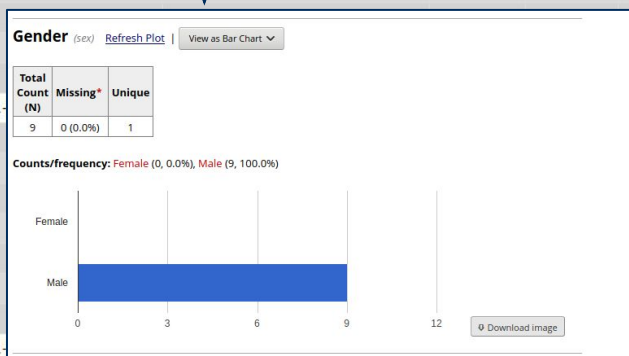 Gender (sex) Refresh Plot | View as Bar Chart
Total Count (N) Missing* Unique
9 0 (0.0%) 1
Counts/frequency: Female (0, 0.0%), Male (9, 100.0%)
Female
Male
0 3 6 9 12
Download image